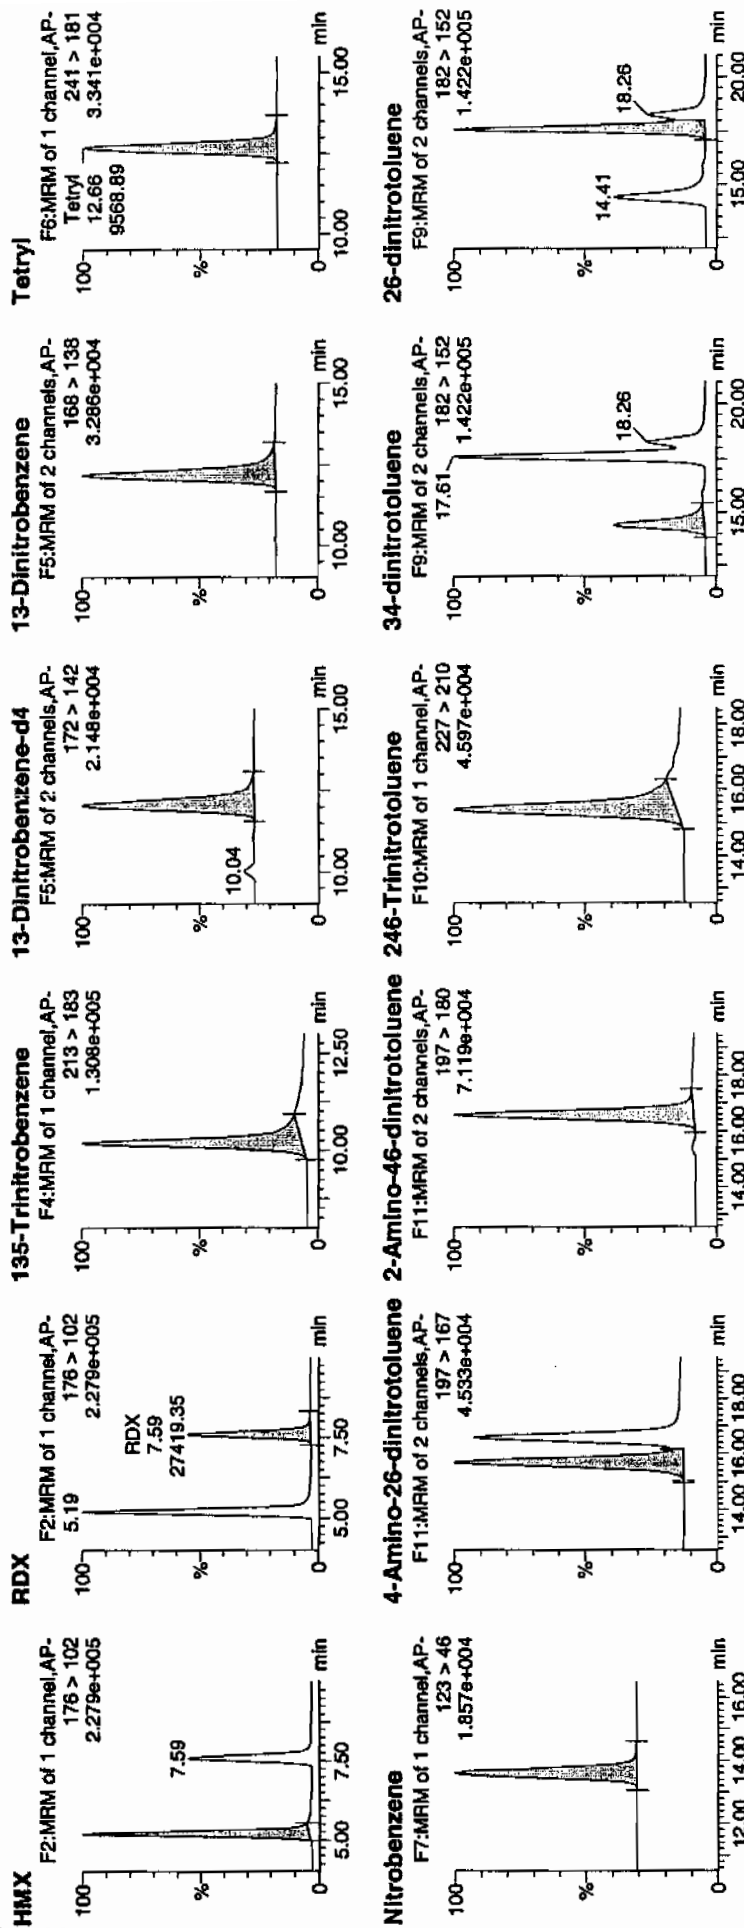 HMX
F2:MRM of 1 channel,AP-
176 > 102
2.279e+005
100
%
0
7.59
5.00
7.50
min
RDX
F2:MRM of 1 channel,AP-
176 > 102
2.279e+005
100
%
0
5.19
RDX
7.59
27419.35
5.00
7.50
min
135-Trinitrobenzene
F4:MRM of 1 channel,AP-
213 > 183
1.308e+005
100
%
0
10.00
12.50
min
13-Dinitrobenzene-d4
F5:MRM of 2 channels,AP-
172 > 142
2.148e+004
100
%
0
10.04
10.00
15.00
min
13-Dinitrobenzene
F5:MRM of 2 channels,AP-
168 > 138
3.286e+004
100
%
0
10.00
15.00
min
Tetryl
F6:MRM of 1 channel,AP-
241 > 181
3.341e+004
Tetryl
12.66
9568.89
100
%
0
10.00
15.00
min
Nitrobenzene
F7:MRM of 1 channel,AP-
123 > 46
1.857e+004
100
%
0
12.00
14.00
16.00
min
4-Amino-26-dinitrotoluene
F11:MRM of 2 channels,AP-
197 > 167
4.533e+004
100
%
0
14.00
16.00
18.00
min
2-Amino-46-dinitrotoluene
F11:MRM of 2 channels,AP-
197 > 180
7.119e+004
100
%
0
14.00
16.00
18.00
min
246-Trinitrotoluene
F10:MRM of 1 channel,AP-
227 > 210
4.597e+004
100
%
0
14.00
16.00
18.00
min
34-dinitrotoluene
F9:MRM of 2 channels,AP-
182 > 152
1.422e+005
100
%
0
17.61
18.26
15.00
20.00
min
26-dinitrotoluene
F9:MRM of 2 channels,AP-
182 > 152
1.422e+005
100
%
0
14.41
18.26
15.00
20.00
min